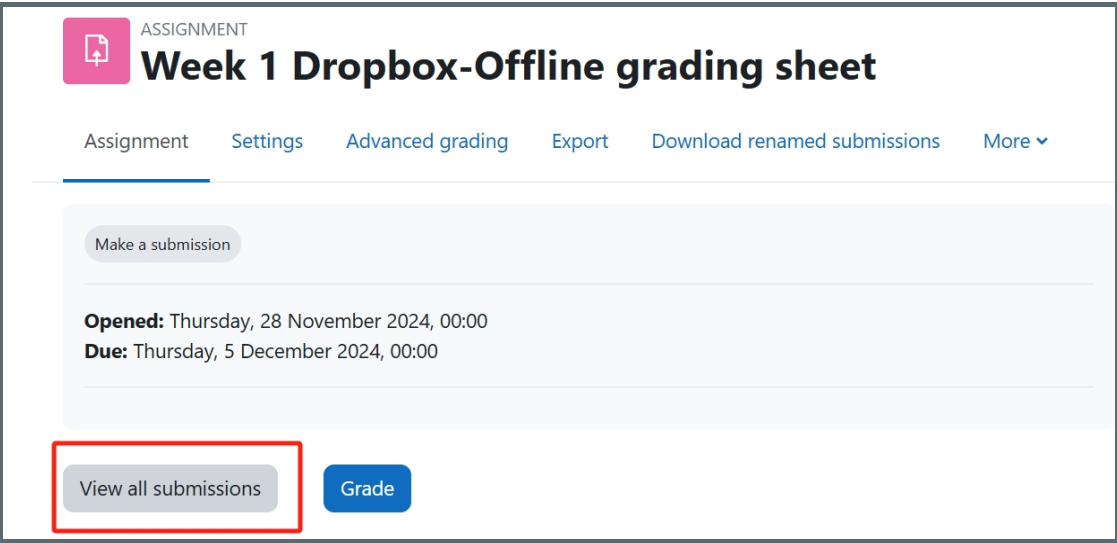 ASSIGNMENT
Week 1 Dropbox-Offline grading sheet
Assignment Settings Advanced grading Export Download renamed submissions More
Make a submission
Opened: Thursday, 28 November 2024, 00:00
Due: Thursday, 5 December 2024, 00:00
View all submissions Grade